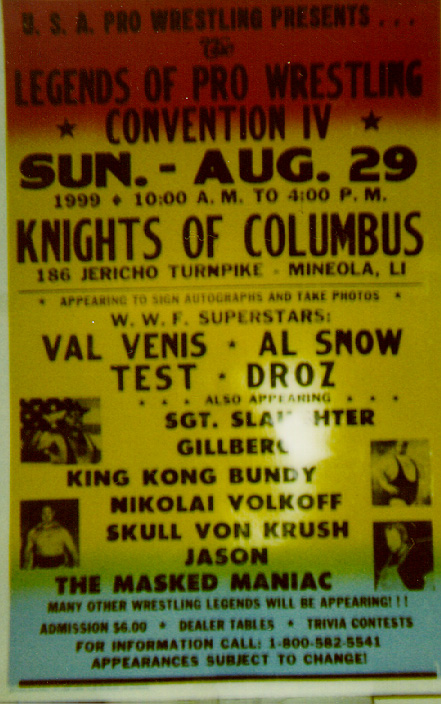 U. S. A. PRO WRESTLING PRESENTS . . .
The
LEGENDS OF PRO WRESTLING
★ CONVENTION IV ★
SUN. - AUG. 29
1999 ♦ 10:00 A. M. TO 4:00 P. M.
KNIGHTS OF COLUMBUS
186 JERICHO TURNPIKE - MINEOLA, LI
* APPEARING TO SIGN AUTOGRAPHS AND TAKE PHOTOS *
W. W. F. SUPERSTARS:
VAL VENIS * AL SNOW
TEST - DROZ
* * * ALSO APPEARING * * *
SGT. SLAUGHTER
GILLBERG
KING KONG BUNDY
NIKOLAI VOLKOFF
SKULL VON KRUSH
JASON
THE MASKED MANIAC
MANY OTHER WRESTLING LEGENDS WILL BE APPEARING! ! !
ADMISSION $6.00 * DEALER TABLES * TRIVIA CONTESTS
FOR INFORMATION CALL: 1-800-582-5541
APPEARANCES SUBJECT TO CHANGE!